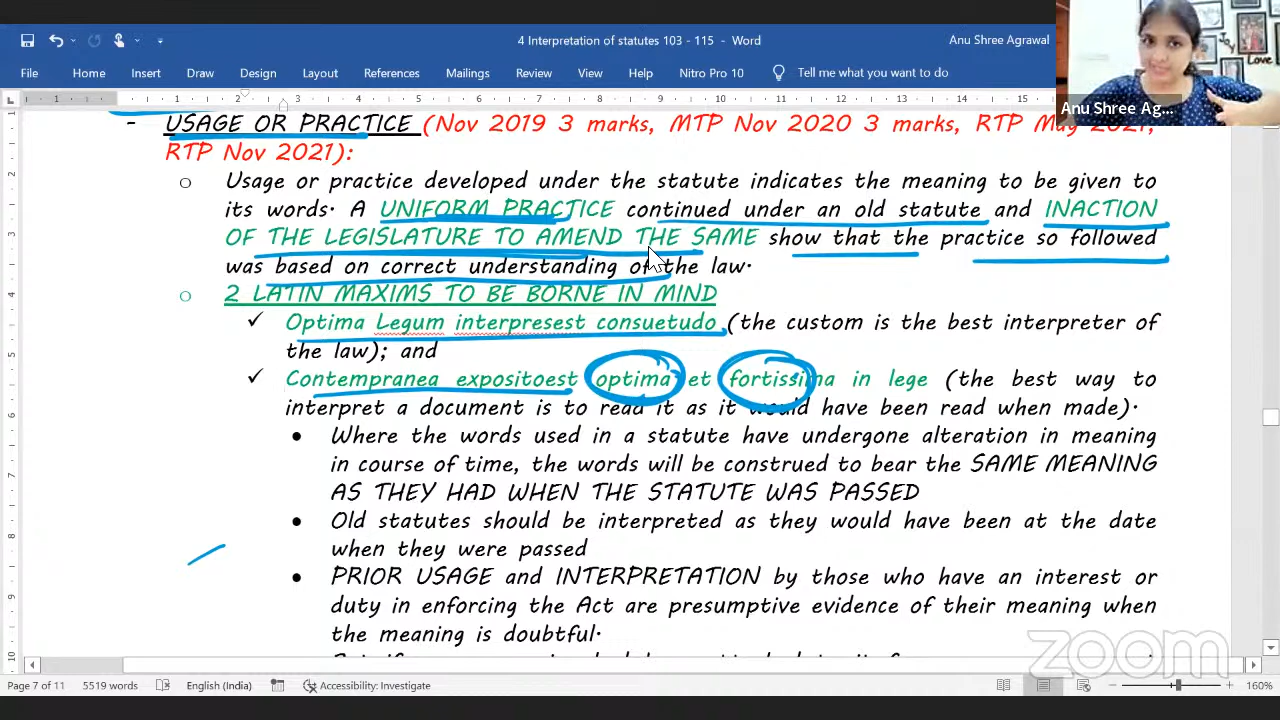 4 Interpretation of statutes 103 - 115 - Word
Anu Shree Agrawal
File Home Insert Draw Design Layout References Mailings Review View Help Nitro Pro 10 Tell me what you want to do
Anu Shree Ag...
- USAGE OR PRACTICE (Nov 2019 3 marks, MTP Nov 2020 3 marks, RTP May 2021,
RTP Nov 2021):
o Usage or practice developed under the statute indicates the meaning to be given to
its words. A UNIFORM PRACTICE continued under an old statute and INACTION
OF THE LEGISLATURE TO AMEND THE SAME show that the practice so followed
was based on correct understanding of the law.
o 2 LATIN MAXIMS TO BE BORNE IN MIND
✓ Optima Legum interpresest consuetudo (the custom is the best interpreter of
the law); and
✓ Contempranea expositoest optima et fortissima in lege (the best way to
interpret a document is to read it as it would have been read when made).
• Where the words used in a statute have undergone alteration in meaning
in course of time, the words will be construed to bear the SAME MEANING
AS THEY HAD WHEN THE STATUTE WAS PASSED
• Old statutes should be interpreted as they would have been at the date
when they were passed
• PRIOR USAGE and INTERPRETATION by those who have an interest or
duty in enforcing the Act are presumptive evidence of their meaning when
the meaning is doubtful.
zoom
Page 7 of 11 5519 words English (India) Accessibility: Investigate 160%